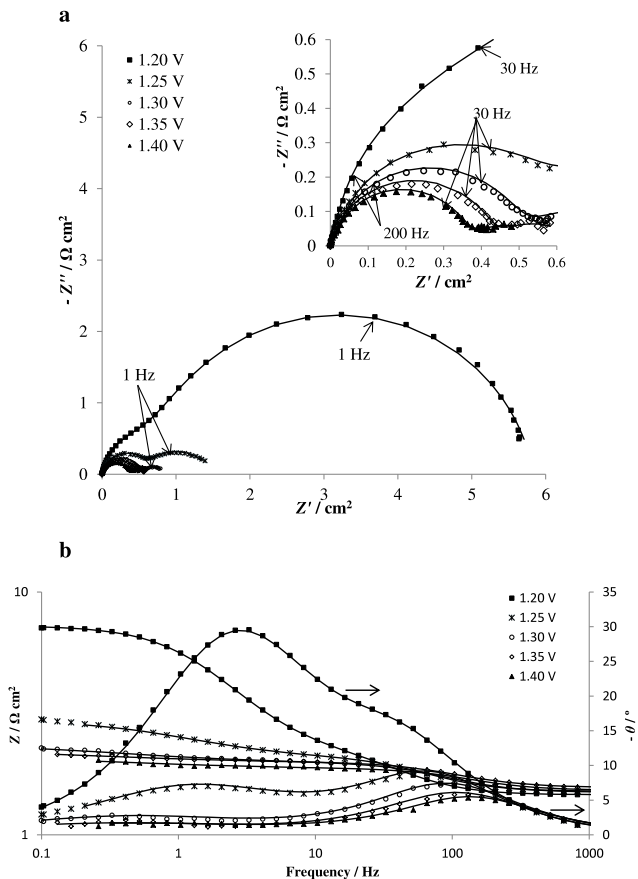 a
6
5
4
3
2
1
0
- Z″ / Ω cm²
1.20 V
1.25 V
1.30 V
1.35 V
1.40 V
1 Hz
1 Hz
0 1 2 3 4 5 6
Z′ / cm²
0.6
0.5
0.4
0.3
0.2
0.1
0
- Z″ / Ω cm²
30 Hz
30 Hz
200 Hz
0 0.1 0.2 0.3 0.4 0.5 0.6
Z′ / cm²
b
10
1
Z / Ω cm²
1.20 V
1.25 V
1.30 V
1.35 V
1.40 V
35
30
25
20
15
10
5
0
- θ / °
0.1 1 10 100 1000
Frequency / Hz